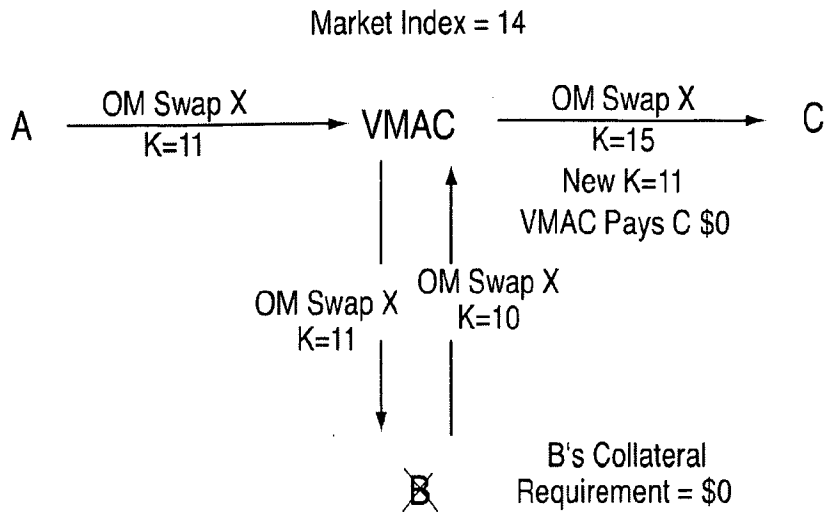 Market Index = 14
A
OM Swap X
K=11
VMAC
OM Swap X
K=15
New K=11
VMAC Pays C $0
C
OM Swap X
K=11
OM Swap X
K=10
B
B's Collateral
Requirement = $0